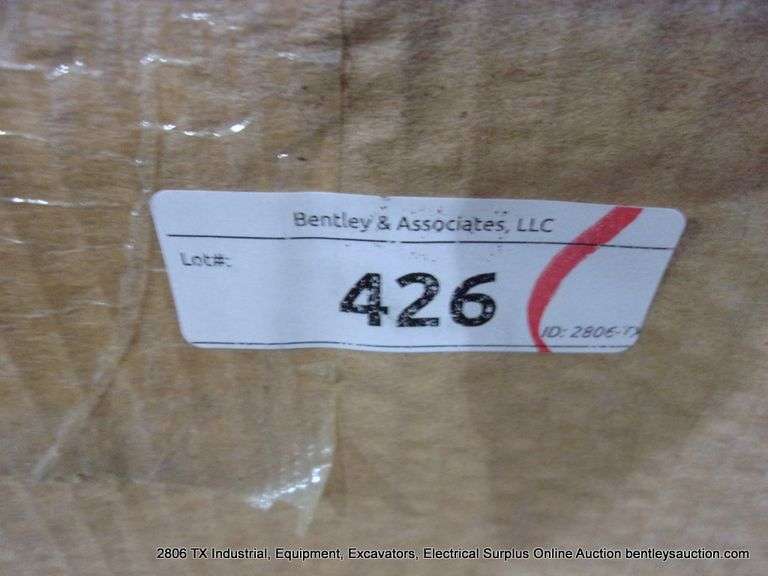 Bentley & Associates, LLC
Lot#:
426
ID: 2806-TX
2806 TX Industrial, Equipment, Excavators, Electrical Surplus Online Auction bentleysauction.com